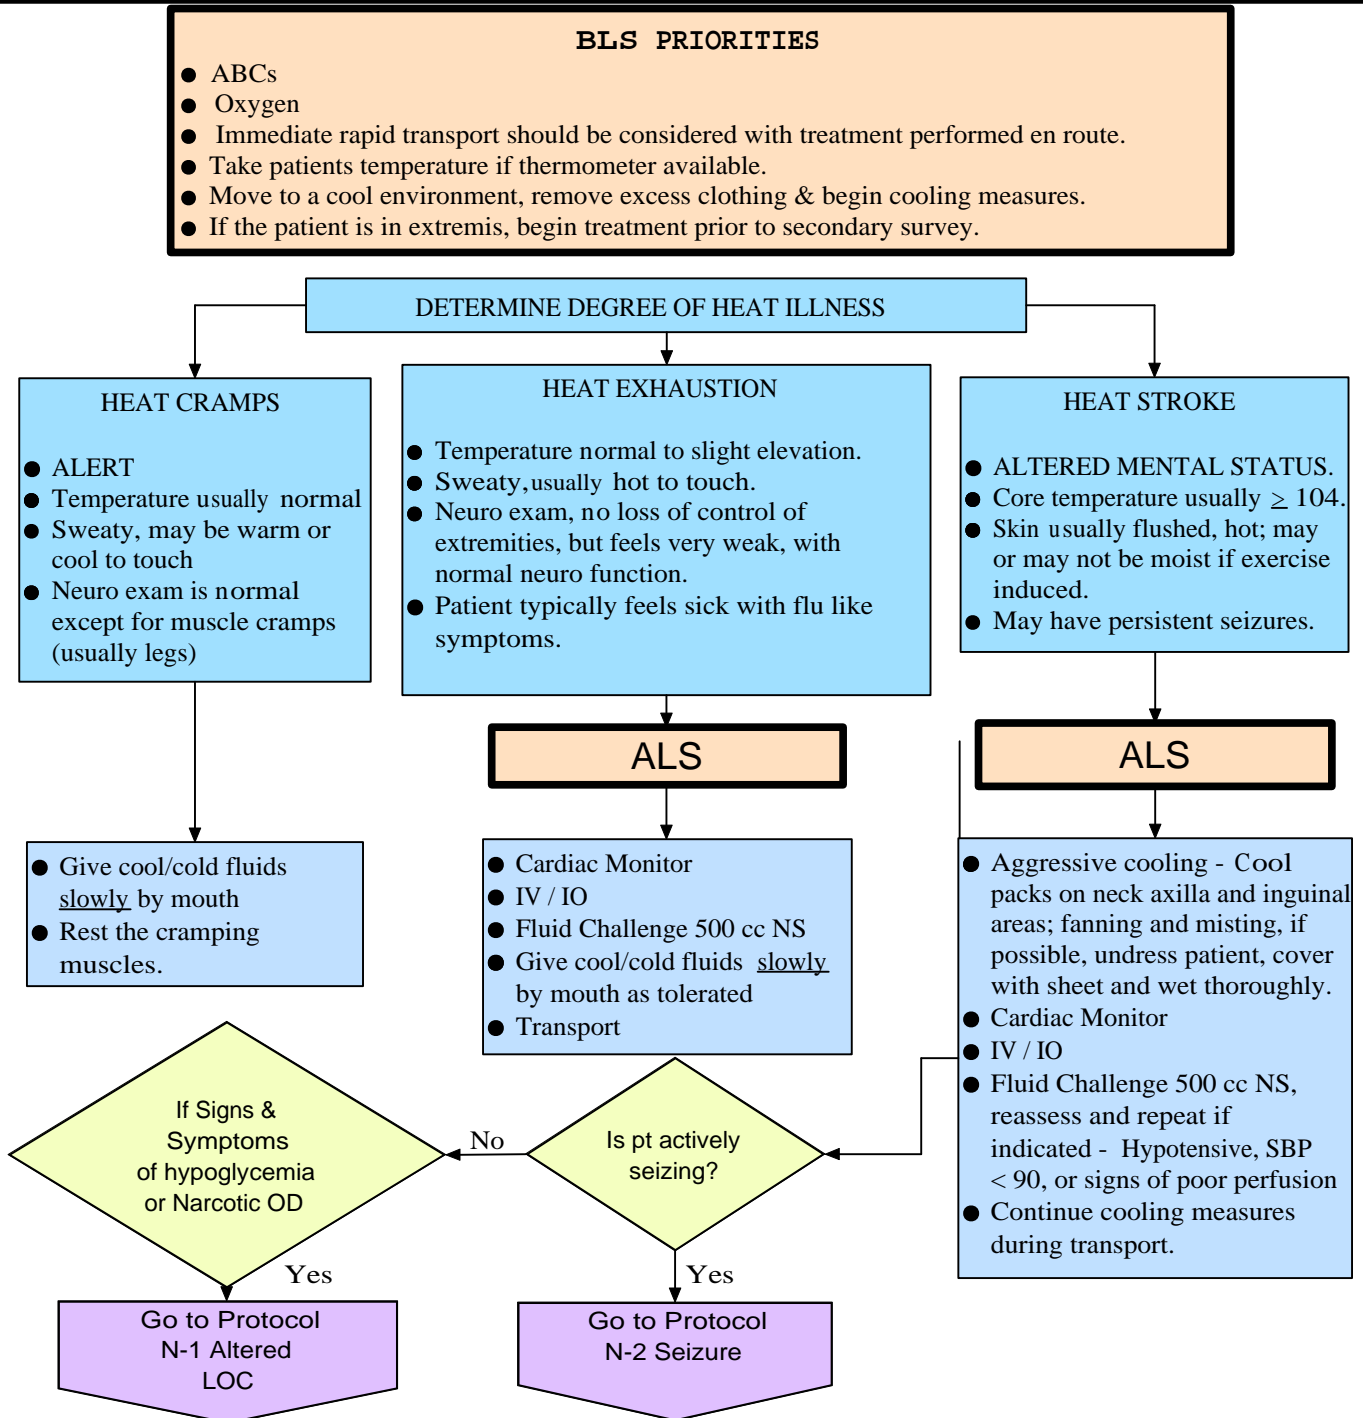 BLS PRIORITIES
● ABCs
● Oxygen
● Immediate rapid transport should be considered with treatment performed en route.
● Take patients temperature if thermometer available.
● Move to a cool environment, remove excess clothing & begin cooling measures.
● If the patient is in extremis, begin treatment prior to secondary survey.
DETERMINE DEGREE OF HEAT ILLNESS
HEAT CRAMPS
● ALERT
● Temperature usually normal
● Sweaty, may be warm or
cool to touch
● Neuro exam is normal
except for muscle cramps
(usually legs)
HEAT EXHAUSTION
● Temperature normal to slight elevation.
● Sweaty, usually hot to touch.
● Neuro exam, no loss of control of
extremities, but feels very weak, with
normal neuro function.
● Patient typically feels sick with flu like
symptoms.
HEAT STROKE
● ALTERED MENTAL STATUS.
● Core temperature usually ≥ 104.
● Skin usually flushed, hot; may
or may not be moist if exercise
induced.
● May have persistent seizures.
ALS
ALS
● Give cool/cold fluids
slowly by mouth
● Rest the cramping
muscles.
● Cardiac Monitor
● IV / IO
● Fluid Challenge 500 cc NS
● Give cool/cold fluids slowly
by mouth as tolerated
● Transport
● Aggressive cooling - Cool
packs on neck axilla and inguinal
areas; fanning and misting, if
possible, undress patient, cover
with sheet and wet thoroughly.
● Cardiac Monitor
● IV / IO
● Fluid Challenge 500 cc NS,
reassess and repeat if
indicated - Hypotensive, SBP
< 90, or signs of poor perfusion
● Continue cooling measures
during transport.
Is pt actively
seizing?
No
If Signs &
Symptoms
of hypoglycemia
or Narcotic OD
Yes
Yes
Go to Protocol
N-1 Altered
LOC
Go to Protocol
N-2 Seizure